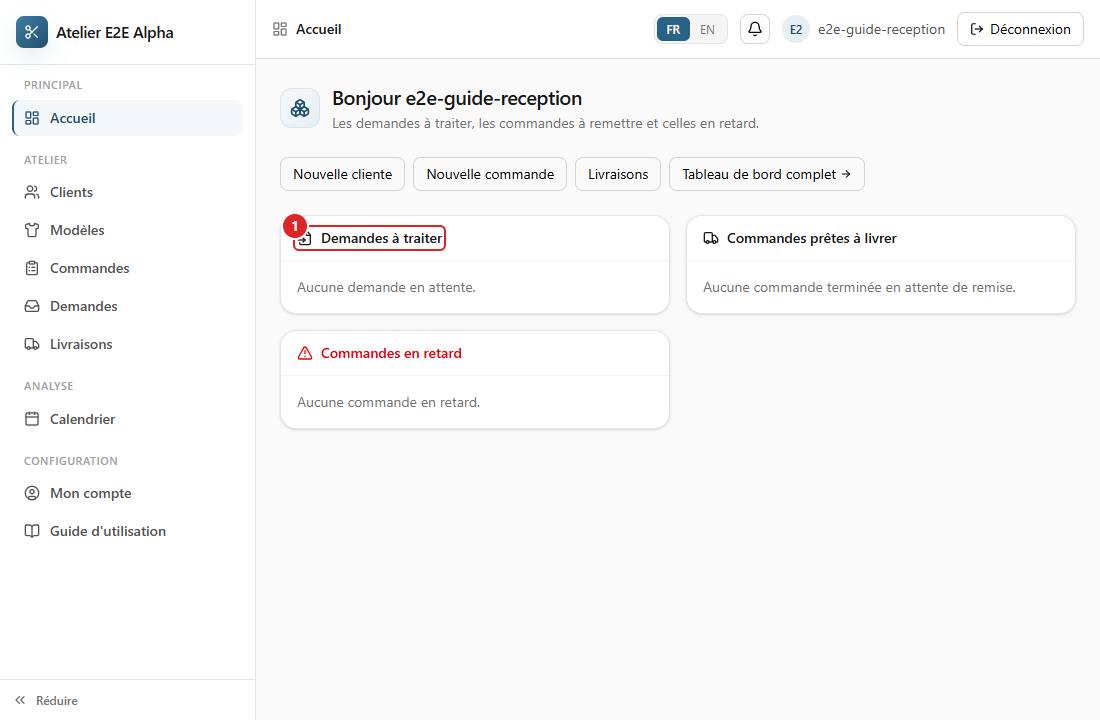 Atelier E2E Alpha
PRINCIPAL
Accueil
ATELIER
Clients
Modèles
Commandes
Demandes
Livraisons
ANALYSE
Calendrier
CONFIGURATION
Mon compte
Guide d'utilisation
Réduire
Accueil
FR EN
E2 e2e-guide-reception
Déconnexion
Bonjour e2e-guide-reception
Les demandes à traiter, les commandes à remettre et celles en retard.
Nouvelle cliente
Nouvelle commande
Livraisons
Tableau de bord complet →
1
Demandes à traiter
Aucune demande en attente.
Commandes prêtes à livrer
Aucune commande terminée en attente de remise.
Commandes en retard
Aucune commande en retard.